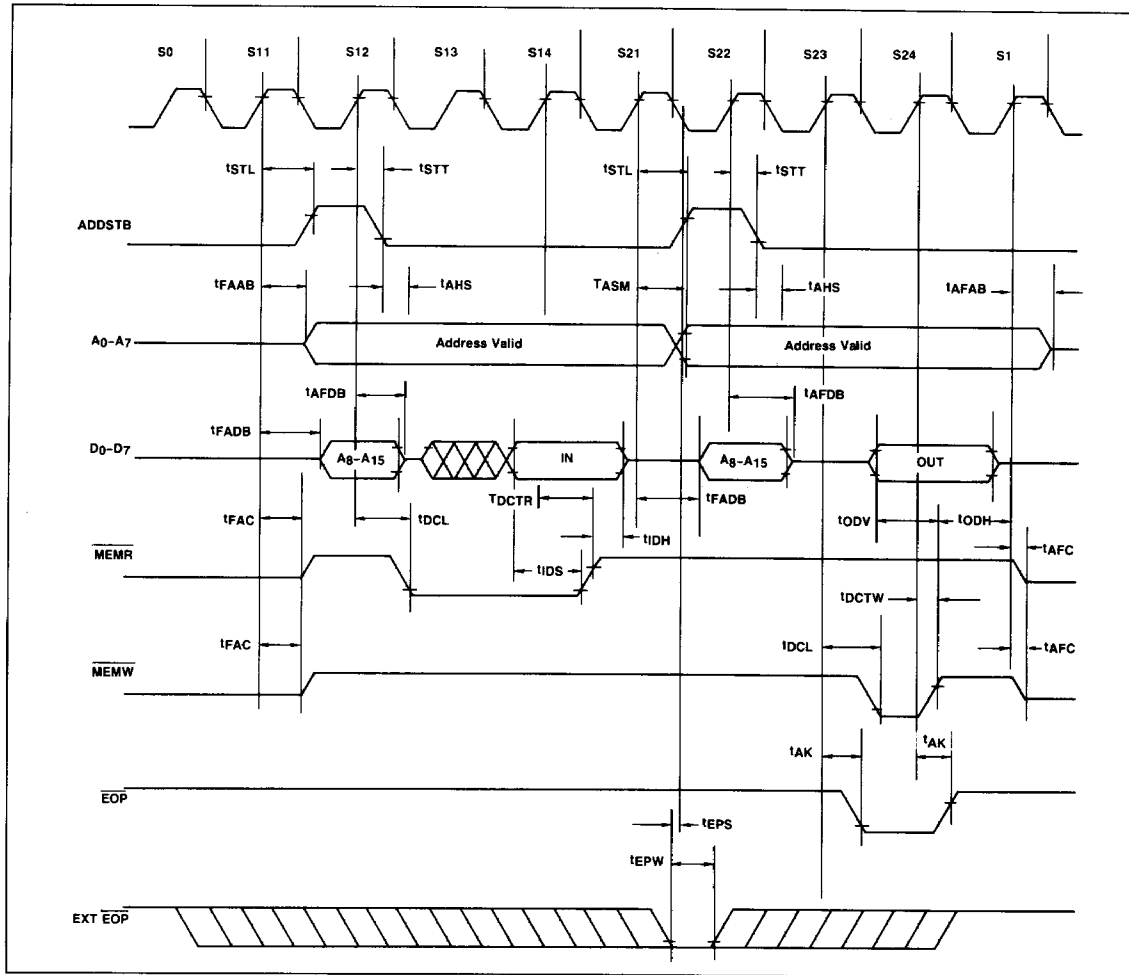 S0 S11 S12 S13 S14 S21 S22 S23 S24 S1
tSTL tSTT tSTL tSTT
ADDSTB
tFAAB tAHS TASM tAHS tAFAB
A0–A7 Address Valid Address Valid
tAFDB tAFDB
tFADB
D0–D7 A8–A15 IN A8–A15 OUT
TDCTR tFADB
tFAC tDCL tIDH tODV tODH
tAFC
MEMR
tIDS
tDCTW
tFAC tDCL tAFC
MEMW
tAK tAK
EOP
tEPS
tEPW
EXT EOP